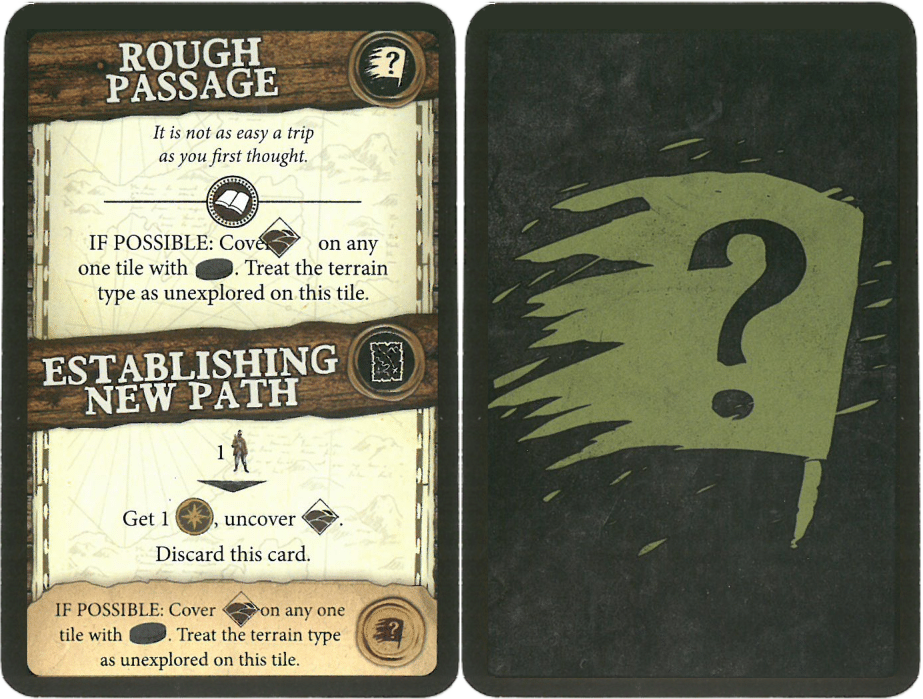 ROUGH
PASSAGE
?
It is not as easy a trip
as you first thought.
IF POSSIBLE: Cover on any
one tile with . Treat the terrain
type as unexplored on this tile.
ESTABLISHING
NEW PATH
1
Get 1 , uncover .
Discard this card.
IF POSSIBLE: Cover on any one
tile with . Treat the terrain type
as unexplored on this tile.
?
?